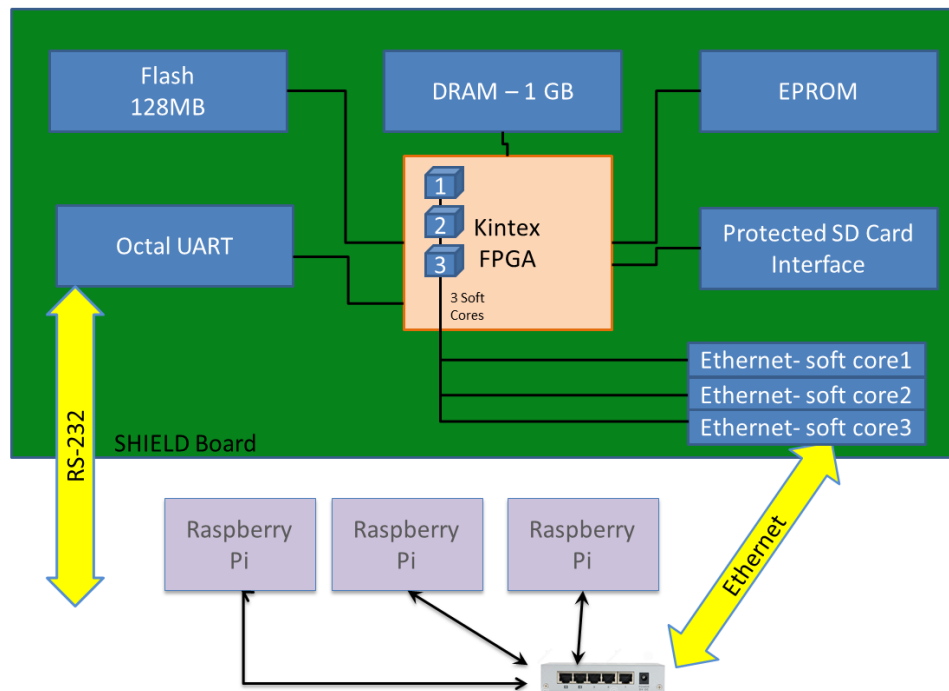 Flash
128MB
DRAM – 1 GB
EPROM
1
2
3
Kintex
FPGA
3 Soft
Cores
Octal UART
Protected SD Card
Interface
Ethernet- soft core1
Ethernet- soft core2
Ethernet- soft core3
RS-232
SHIELD Board
Raspberry
Pi
Raspberry
Pi
Raspberry
Pi
Ethernet